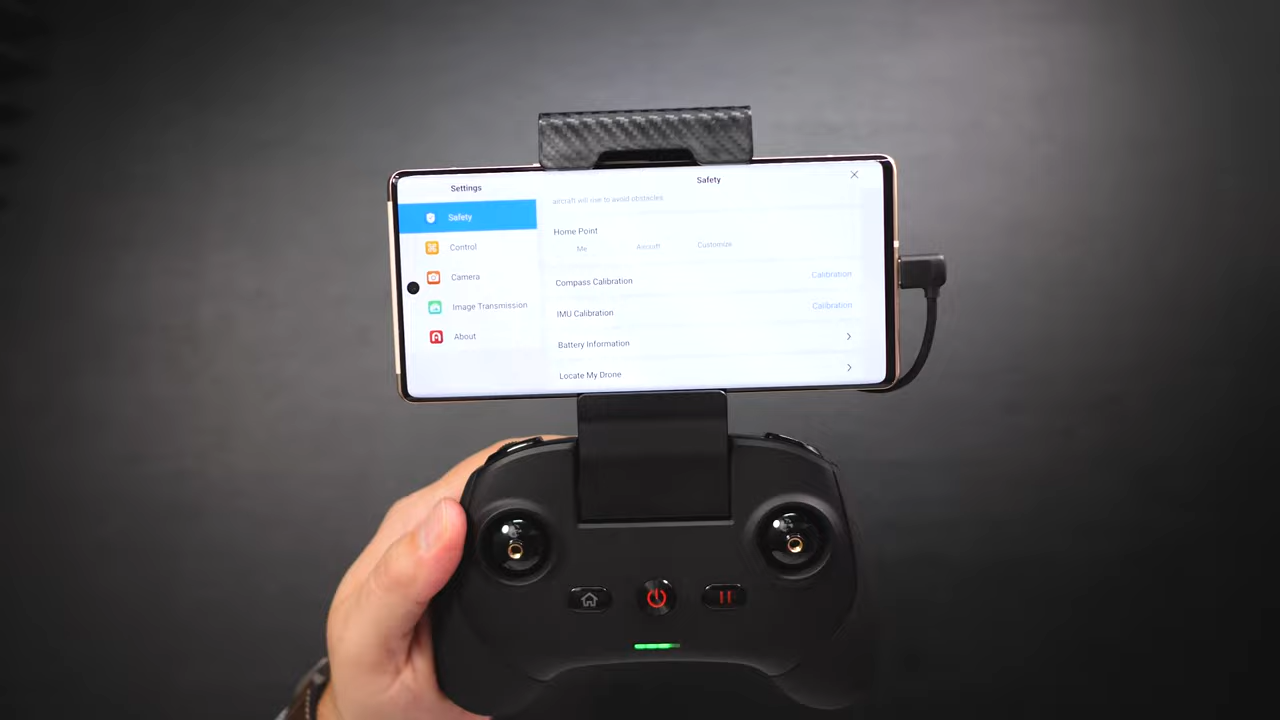 Settings
Safety
Control
Camera
Image Transmission
About
Safety
aircraft will rise to avoid obstacles.
Home Point
Me Aircraft Customize
Compass Calibration Calibration
IMU Calibration Calibration
Battery Information
Locate My Drone